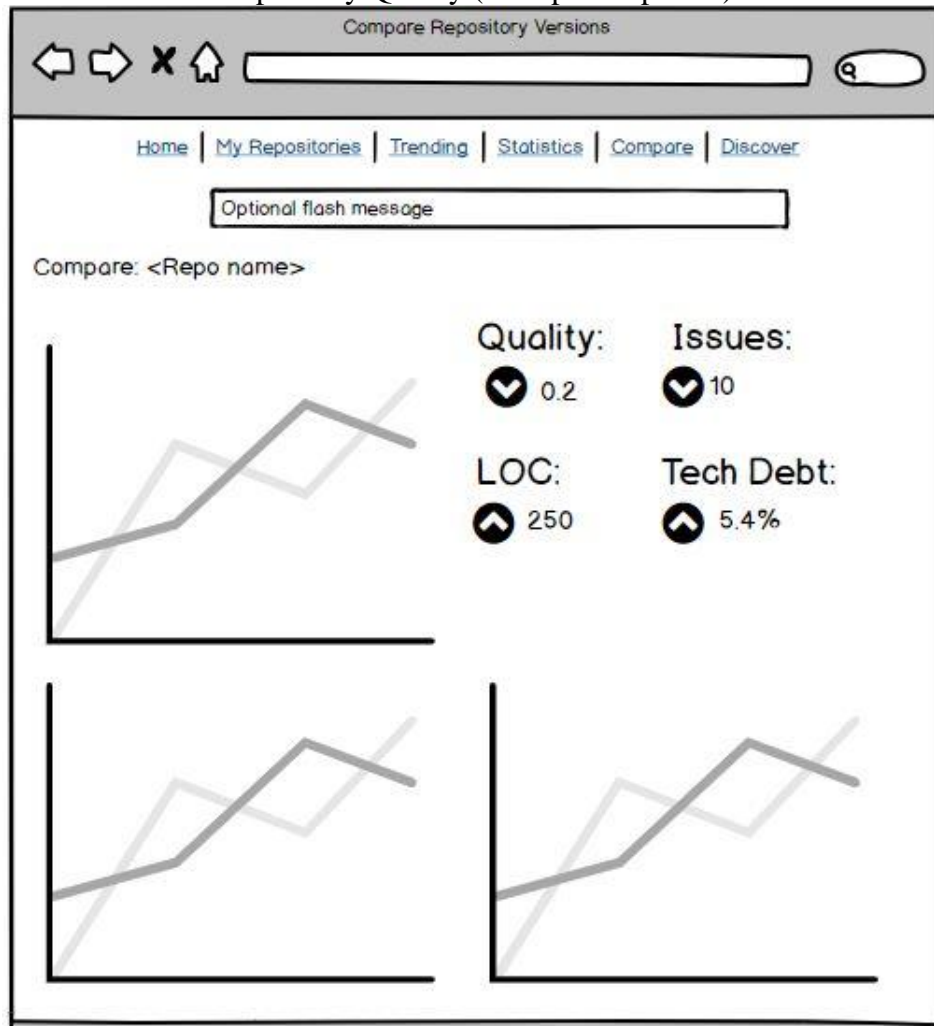 Compare Repository Versions
Home | My Repositories | Trending | Statistics | Compare | Discover
Optional flash message
Compare: <Repo name>
Quality: Issues:
0.2 10
LOC: Tech Debt:
250 5.4%